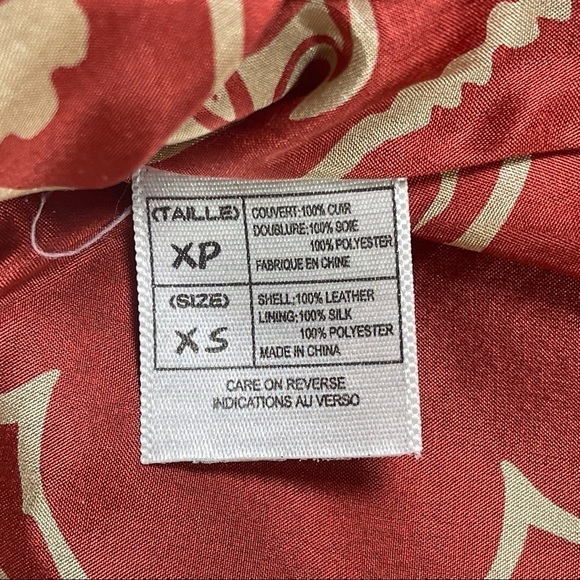 (TAILLE)
XP
COUVERT:100% CUIR
DOUBLURE:100% SOIE
100% POLYESTER
FABRIQUE EN CHINE
(SIZE)
XS
SHELL:100% LEATHER
LINING:100% SILK
100% POLYESTER
MADE IN CHINA
CARE ON REVERSE
INDICATIONS AU VERSO